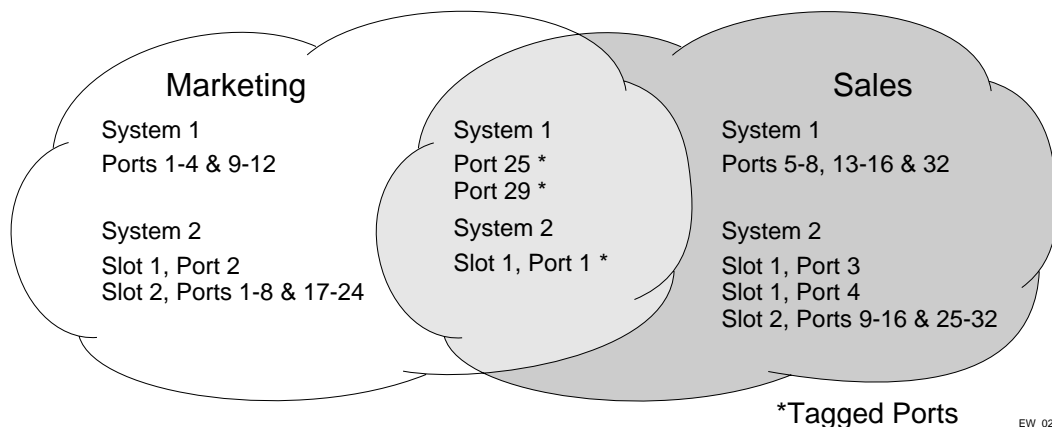 Marketing
System 1
Ports 1-4 & 9-12
System 2
Slot 1, Port 2
Slot 2, Ports 1-8 & 17-24
System 1
Port 25 *
Port 29 *
System 2
Slot 1, Port 1 *
Sales
System 1
Ports 5-8, 13-16 & 32
System 2
Slot 1, Port 3
Slot 1, Port 4
Slot 2, Ports 9-16 & 25-32
*Tagged Ports
EW_02